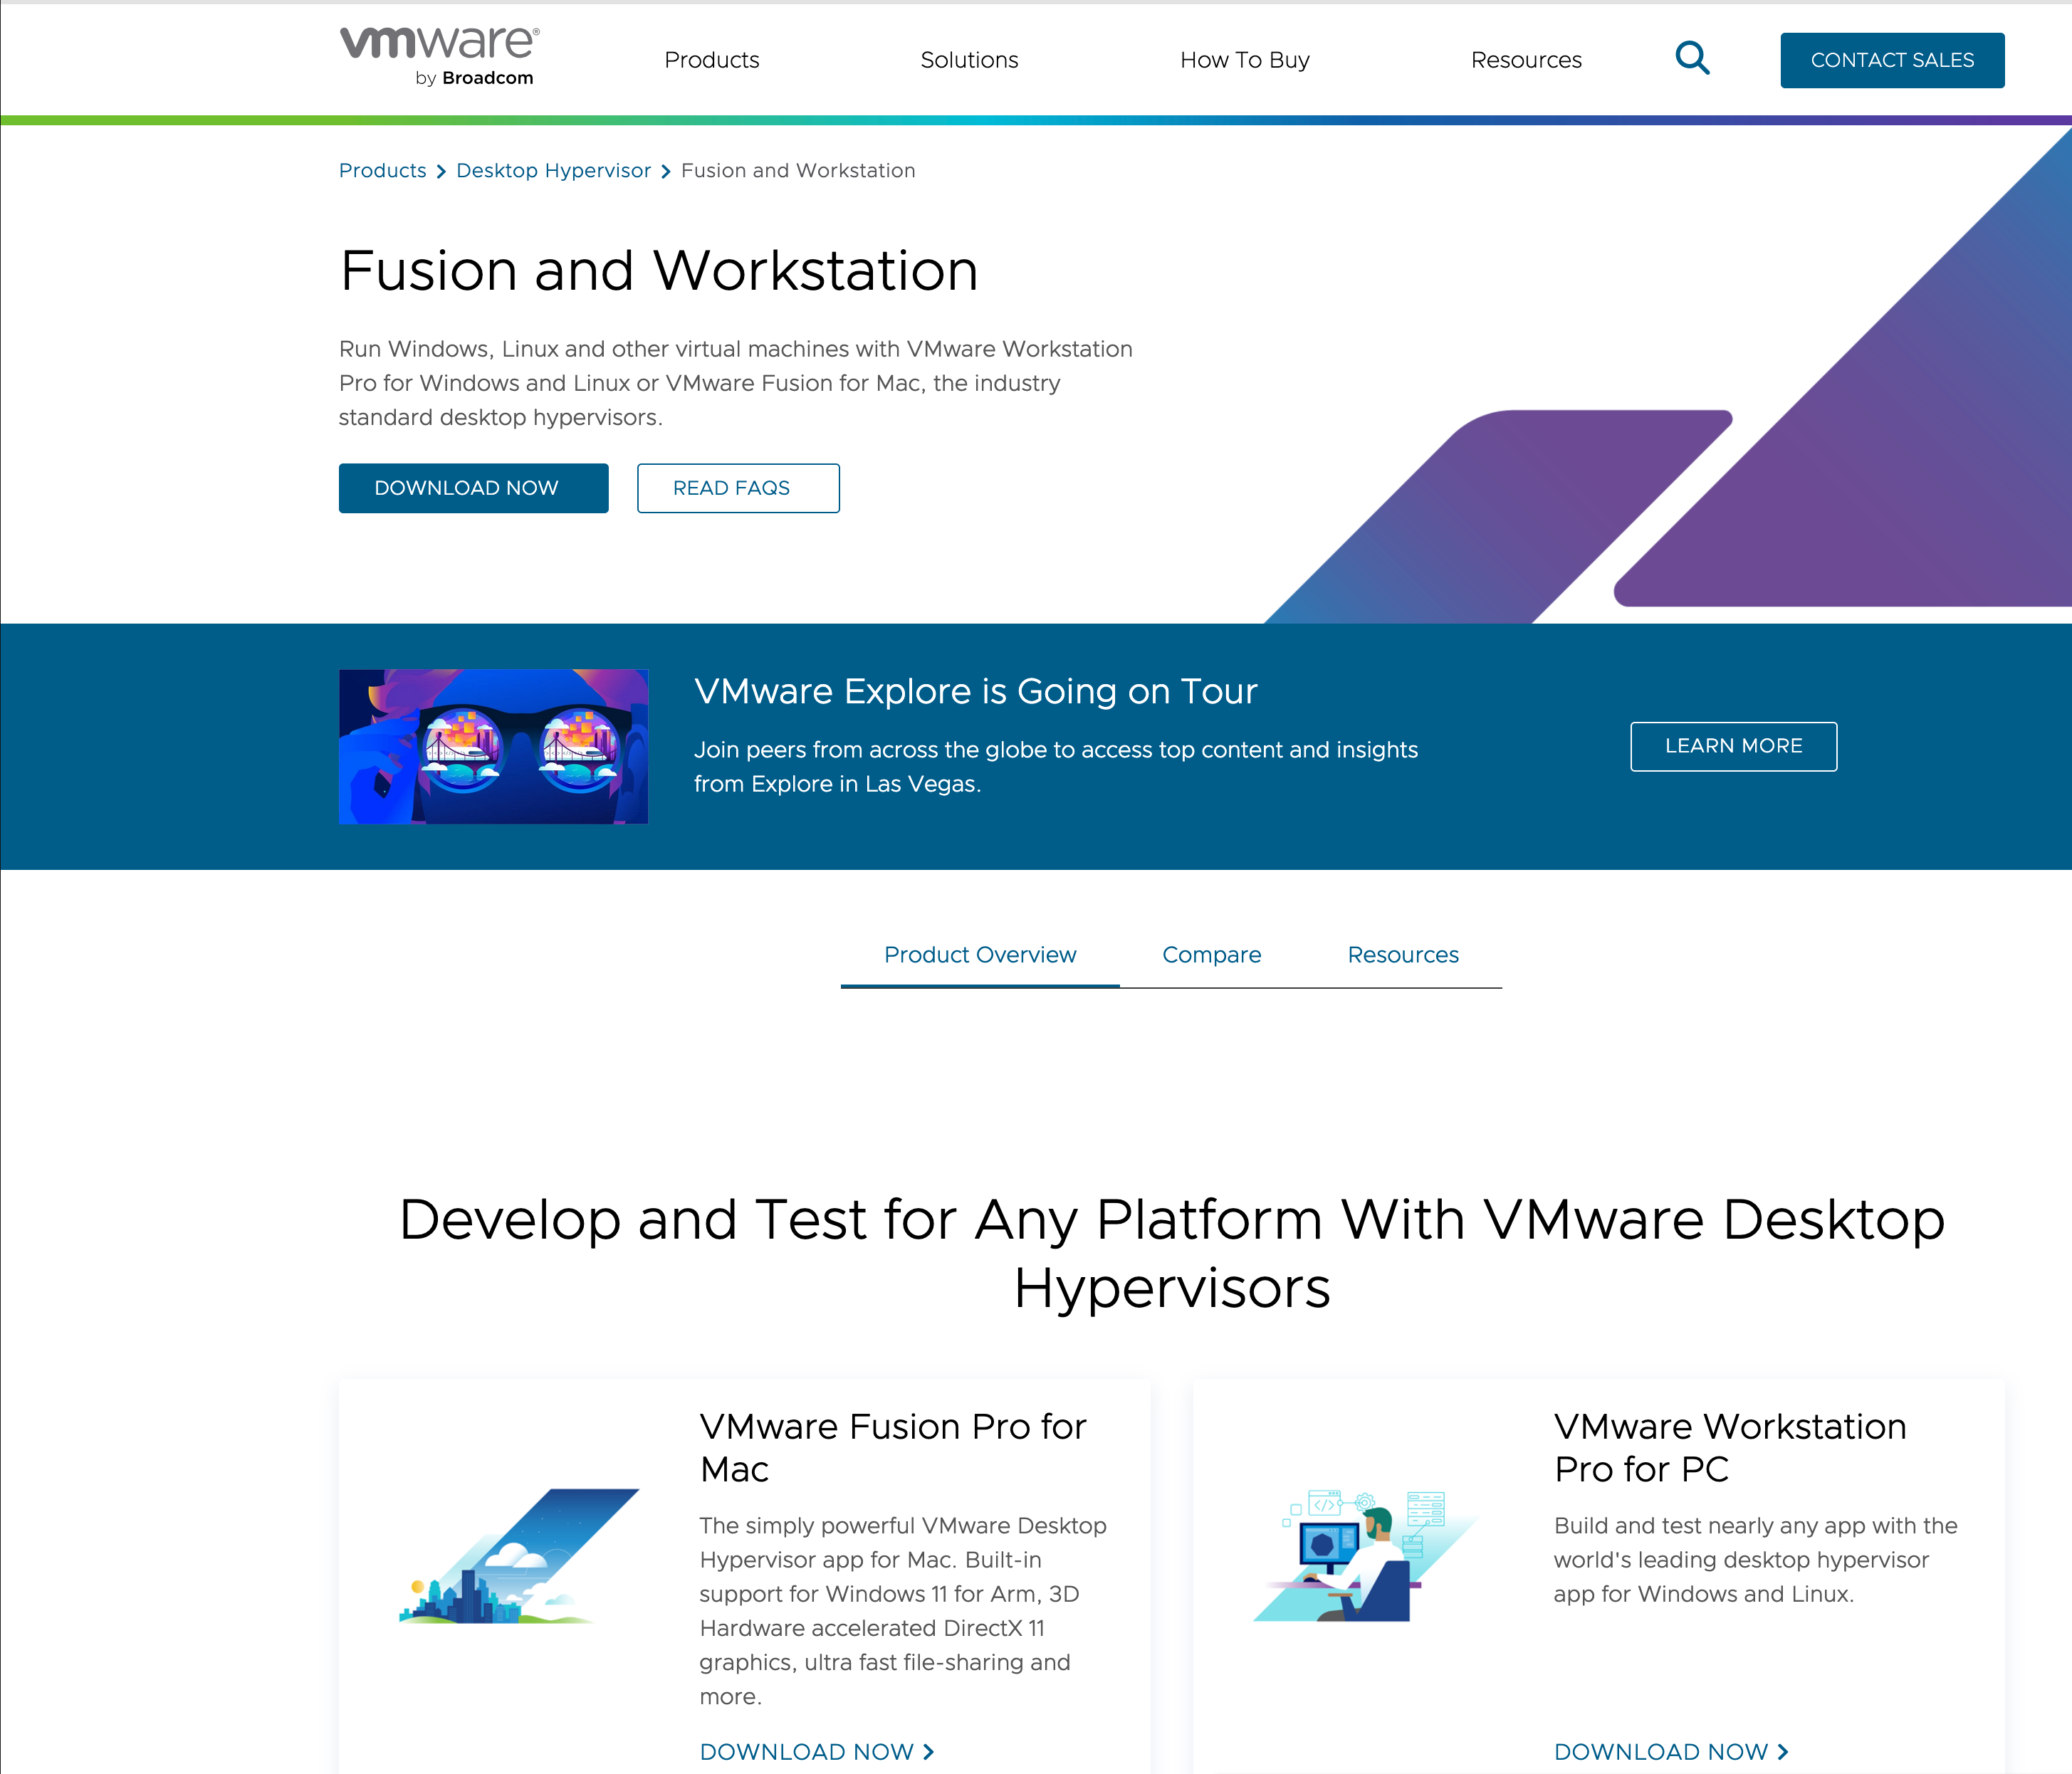 vmware®
by Broadcom
Products
Solutions
How To Buy
Resources
CONTACT SALES
Products > Desktop Hypervisor > Fusion and Workstation
Fusion and Workstation
Run Windows, Linux and other virtual machines with VMware Workstation
Pro for Windows and Linux or VMware Fusion for Mac, the industry
standard desktop hypervisors.
DOWNLOAD NOW
READ FAQS
VMware Explore is Going on Tour
Join peers from across the globe to access top content and insights
from Explore in Las Vegas.
LEARN MORE
Product Overview
Compare
Resources
Develop and Test for Any Platform With VMware Desktop
Hypervisors
VMware Fusion Pro for
Mac
The simply powerful VMware Desktop
Hypervisor app for Mac. Built-in
support for Windows 11 for Arm, 3D
Hardware accelerated DirectX 11
graphics, ultra fast file-sharing and
more.
DOWNLOAD NOW >
VMware Workstation
Pro for PC
Build and test nearly any app with the
world's leading desktop hypervisor
app for Windows and Linux.
DOWNLOAD NOW >